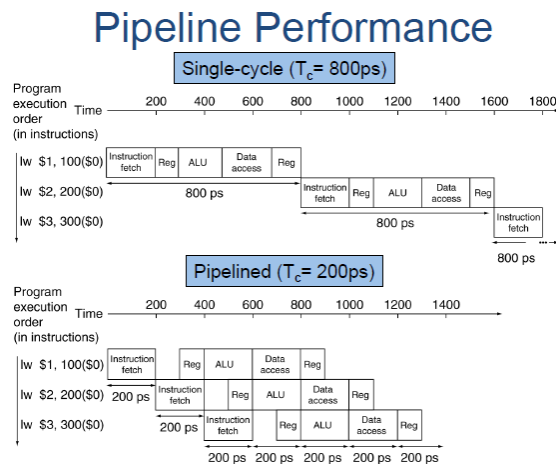 Pipeline Performance
Single-cycle (Tc= 800ps)
Program
execution
order
(in instructions)
Time
200 400 600 800 1000 1200 1400 1600 1800
lw $1, 100($0) Instruction fetch Reg ALU Data access Reg
800 ps
lw $2, 200($0) Instruction fetch Reg ALU Data access Reg
800 ps
lw $3, 300($0) Instruction fetch
800 ps
Pipelined (Tc= 200ps)
Program
execution
order
(in instructions)
Time
200 400 600 800 1000 1200 1400
lw $1, 100($0) Instruction fetch Reg ALU Data access Reg
200 ps
lw $2, 200($0) Instruction fetch Reg ALU Data access Reg
200 ps
lw $3, 300($0) Instruction fetch Reg ALU Data access Reg
200 ps 200 ps 200 ps 200 ps 200 ps